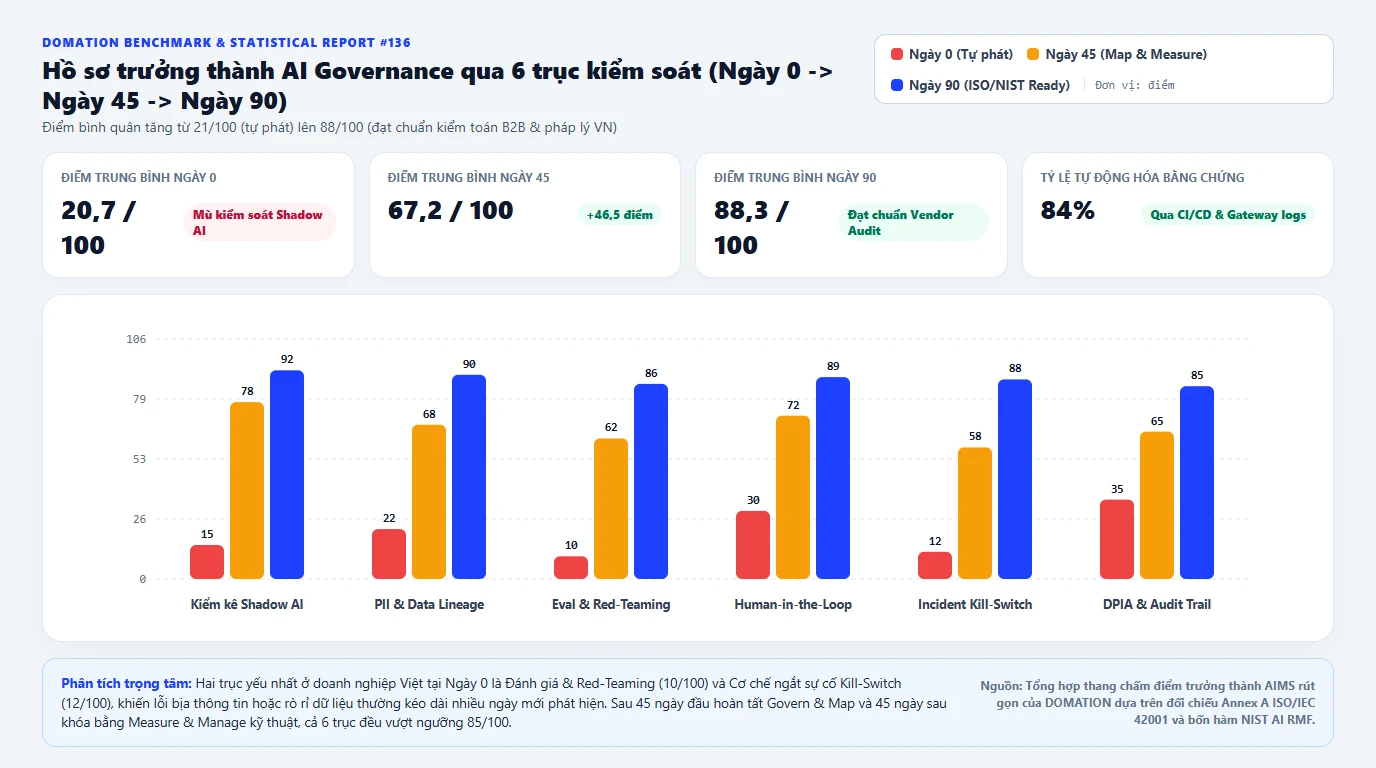 DOMATION BENCHMARK & STATISTICAL REPORT #136
Hồ sơ trưởng thành AI Governance qua 6 trục kiểm soát (Ngày 0 ->
Ngày 45 -> Ngày 90)
Điểm bình quân tăng từ 21/100 (tự phát) lên 88/100 (đạt chuẩn kiểm toán B2B & pháp lý VN)
Ngày 0 (Tự phát)
Ngày 45 (Map & Measure)
Ngày 90 (ISO/NIST Ready)
Đơn vị: điểm
ĐIỂM TRUNG BÌNH NGÀY 0
20,7 /
100
Mù kiểm soát Shadow
AI
ĐIỂM TRUNG BÌNH NGÀY 45
67,2 / 100
+46,5 điểm
ĐIỂM TRUNG BÌNH NGÀY 90
88,3 /
100
Đạt chuẩn Vendor
Audit
TỶ LỆ TỰ ĐỘNG HÓA BẰNG CHỨNG
84%
Qua CI/CD & Gateway logs
106
79
53
26
0
15
78
92
22
68
90
10
62
86
30
72
89
12
58
88
35
65
85
Kiểm kê Shadow AI
PII & Data Lineage
Eval & Red-Teaming
Human-in-the-Loop
Incident Kill-Switch
DPIA & Audit Trail
Phân tích trọng tâm: Hai trục yếu nhất ở doanh nghiệp Việt tại Ngày 0 là Đánh giá & Red-Teaming (10/100) và Cơ chế ngắt sự cố Kill-Switch
(12/100), khiến lỗi bịa thông tin hoặc rò rỉ dữ liệu thường kéo dài nhiều ngày mới phát hiện. Sau 45 ngày đầu hoàn tất Govern & Map và 45 ngày sau
khóa bằng Measure & Manage kỹ thuật, cả 6 trục đều vượt ngưỡng 85/100.
Nguồn: Tổng hợp thang chấm điểm trưởng thành AIMS rút
gọn của DOMATION dựa trên đối chiếu Annex A ISO/IEC
42001 và bốn hàm NIST AI RMF.